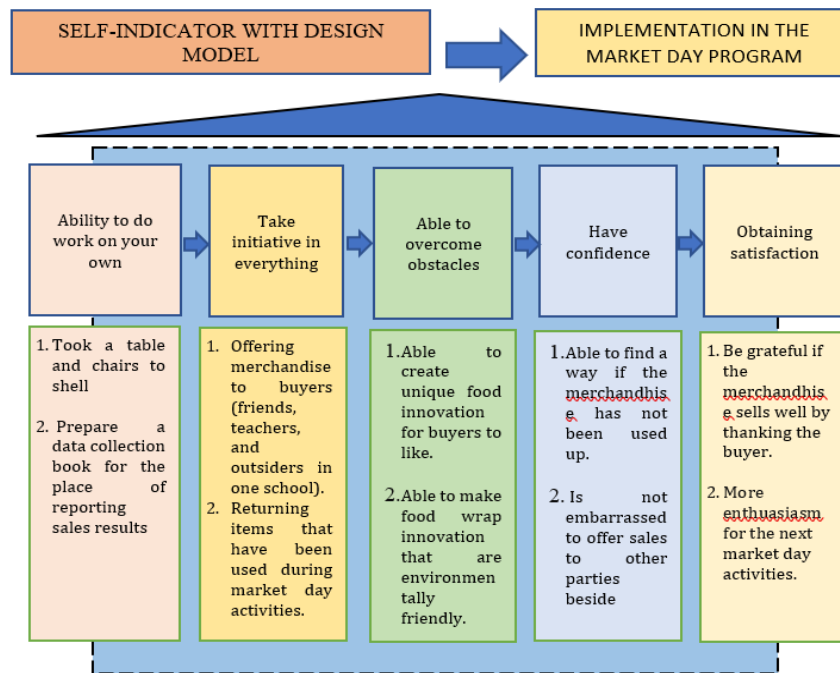 SELF-INDICATOR WITH DESIGN
MODEL
IMPLEMENTATION IN THE
MARKET DAY PROGRAM
Ability to do
work on your
own
Take
initiative in
everything
Able to
overcome
obstacles
Have
confidence
Obtaining
satisfaction
1. Took a table
and chairs to
shell
2. Prepare a
data collection
book for the
place of
reporting
sales results
1. Offering
merchandise
to buyers
(friends,
teachers,
and
outsiders in
one school).
2. Returning
items that
have been
used during
market day
activities.
1. Able to
create
unique food
innovation
for buyers to
like.
2. Able to make
food wrap
innovation
that are
environmen
tally
friendly.
1. Able to find a
way if the
merchandhis
e has not
been used
up.
2. Is not
embarrassed
to offer sales
to other
parties
beside
1. Be grateful if
the
merchandhis
e sells well by
thanking the
buyer.
2. More
enthuasiasm
for the next
market day
activities.